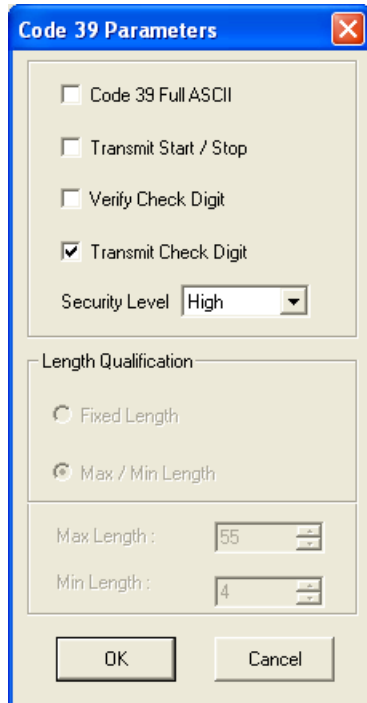 Code 39 Parameters
Code 39 Full ASCII
Transmit Start / Stop
Verify Check Digit
Transmit Check Digit
Security Level High
Length Qualification
Fixed Length
Max / Min Length
Max Length : 55
Min Length : 4
OK Cancel